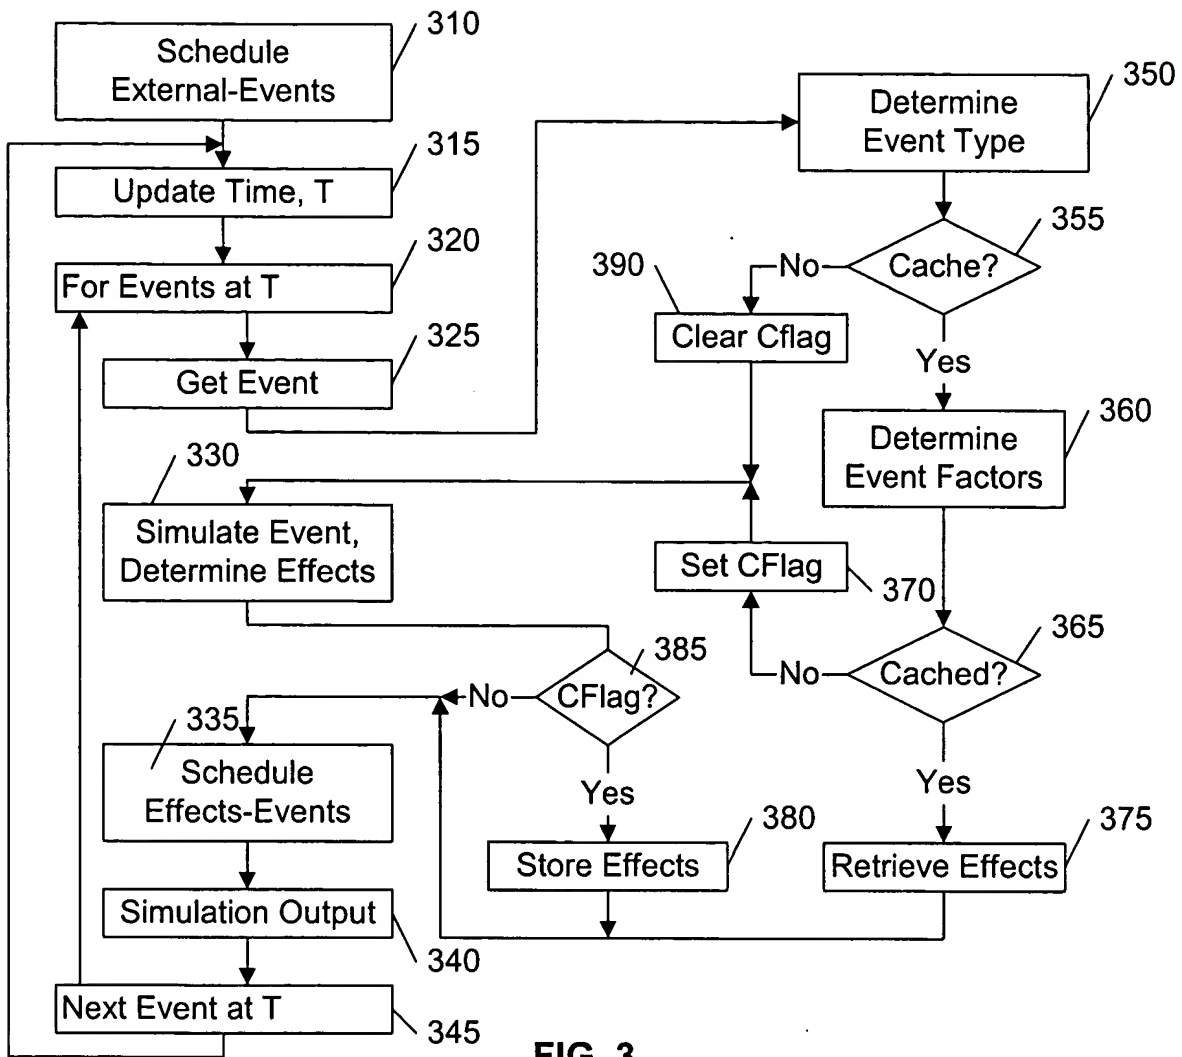 310
Schedule
External-Events
315
Update Time, T
320
For Events at T
325
Get Event
330
Simulate Event,
Determine Effects
335
Schedule
Effects-Events
Simulation Output
340
Next Event at T
345
350
Determine
Event Type
355
Cache?
No
390
Clear Cflag
Yes
360
Determine
Event Factors
Set CFlag
370
365
Cached?
No
385
CFlag?
No
Yes
Yes
380
Store Effects
375
Retrieve Effects
FIG. 3